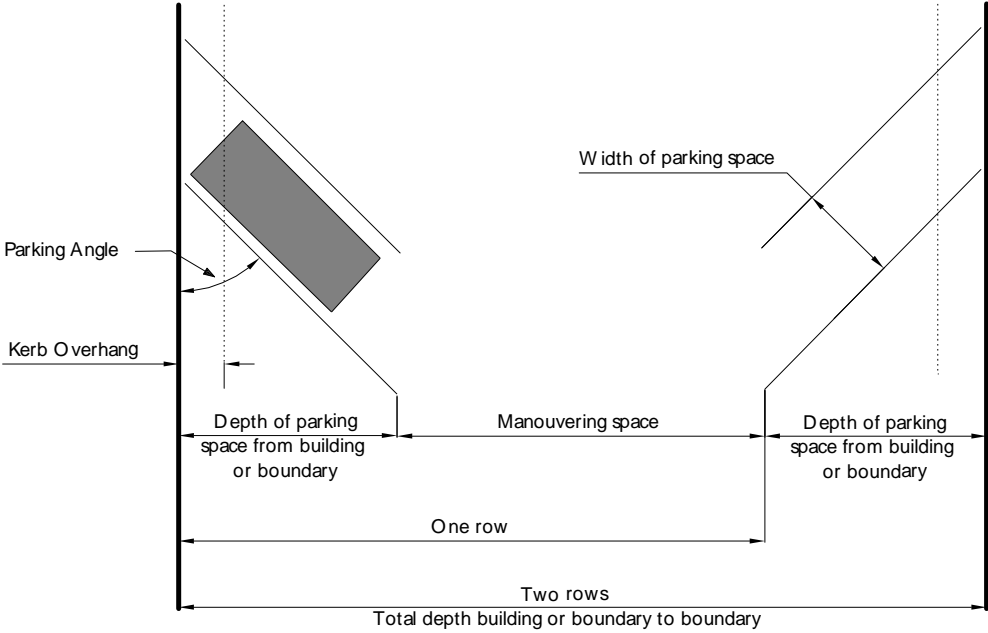 Width of parking space
Parking Angle
Kerb Overhang
Depth of parking
space from building
or boundary
Manouvering space
Depth of parking
space from building
or boundary
One row
Two rows
Total depth building or boundary to boundary